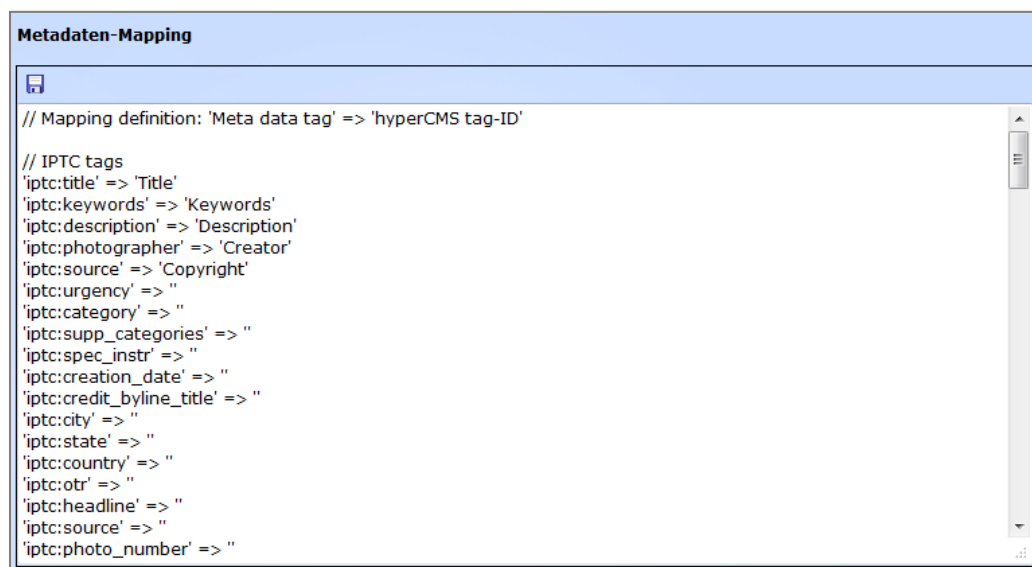 Metadaten-Mapping
// Mapping definition: 'Meta data tag' => 'hyperCMS tag-ID'
// IPTC tags
'iptc:title' => 'Title'
'iptc:keywords' => 'Keywords'
'iptc:description' => 'Description'
'iptc:photographer' => 'Creator'
'iptc:source' => 'Copyright'
'iptc:urgency' => ''
'iptc:category' => ''
'iptc:supp_categories' => ''
'iptc:spec_instr' => ''
'iptc:creation_date' => ''
'iptc:credit_byline_title' => ''
'iptc:city' => ''
'iptc:state' => ''
'iptc:country' => ''
'iptc:otr' => ''
'iptc:headline' => ''
'iptc:source' => ''
'iptc:photo_number' => ''